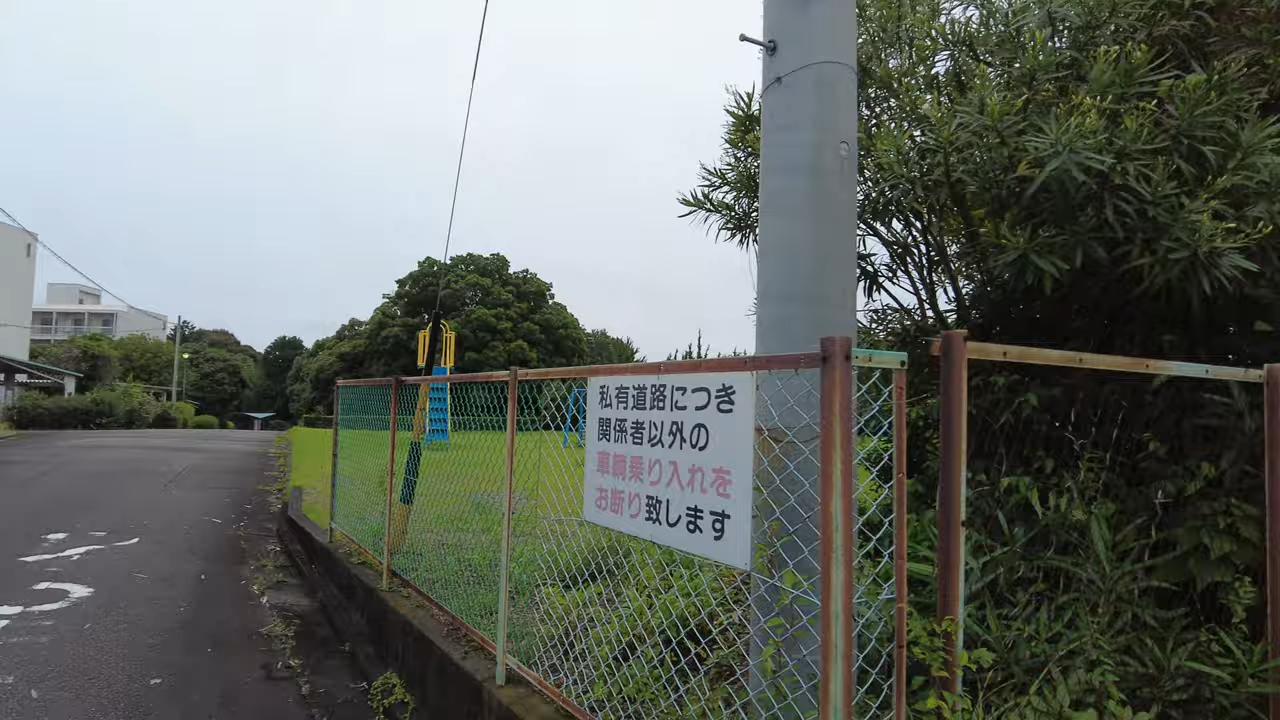 私有道路につき
関係者以外の
車輌乗り入れを
お断り致します